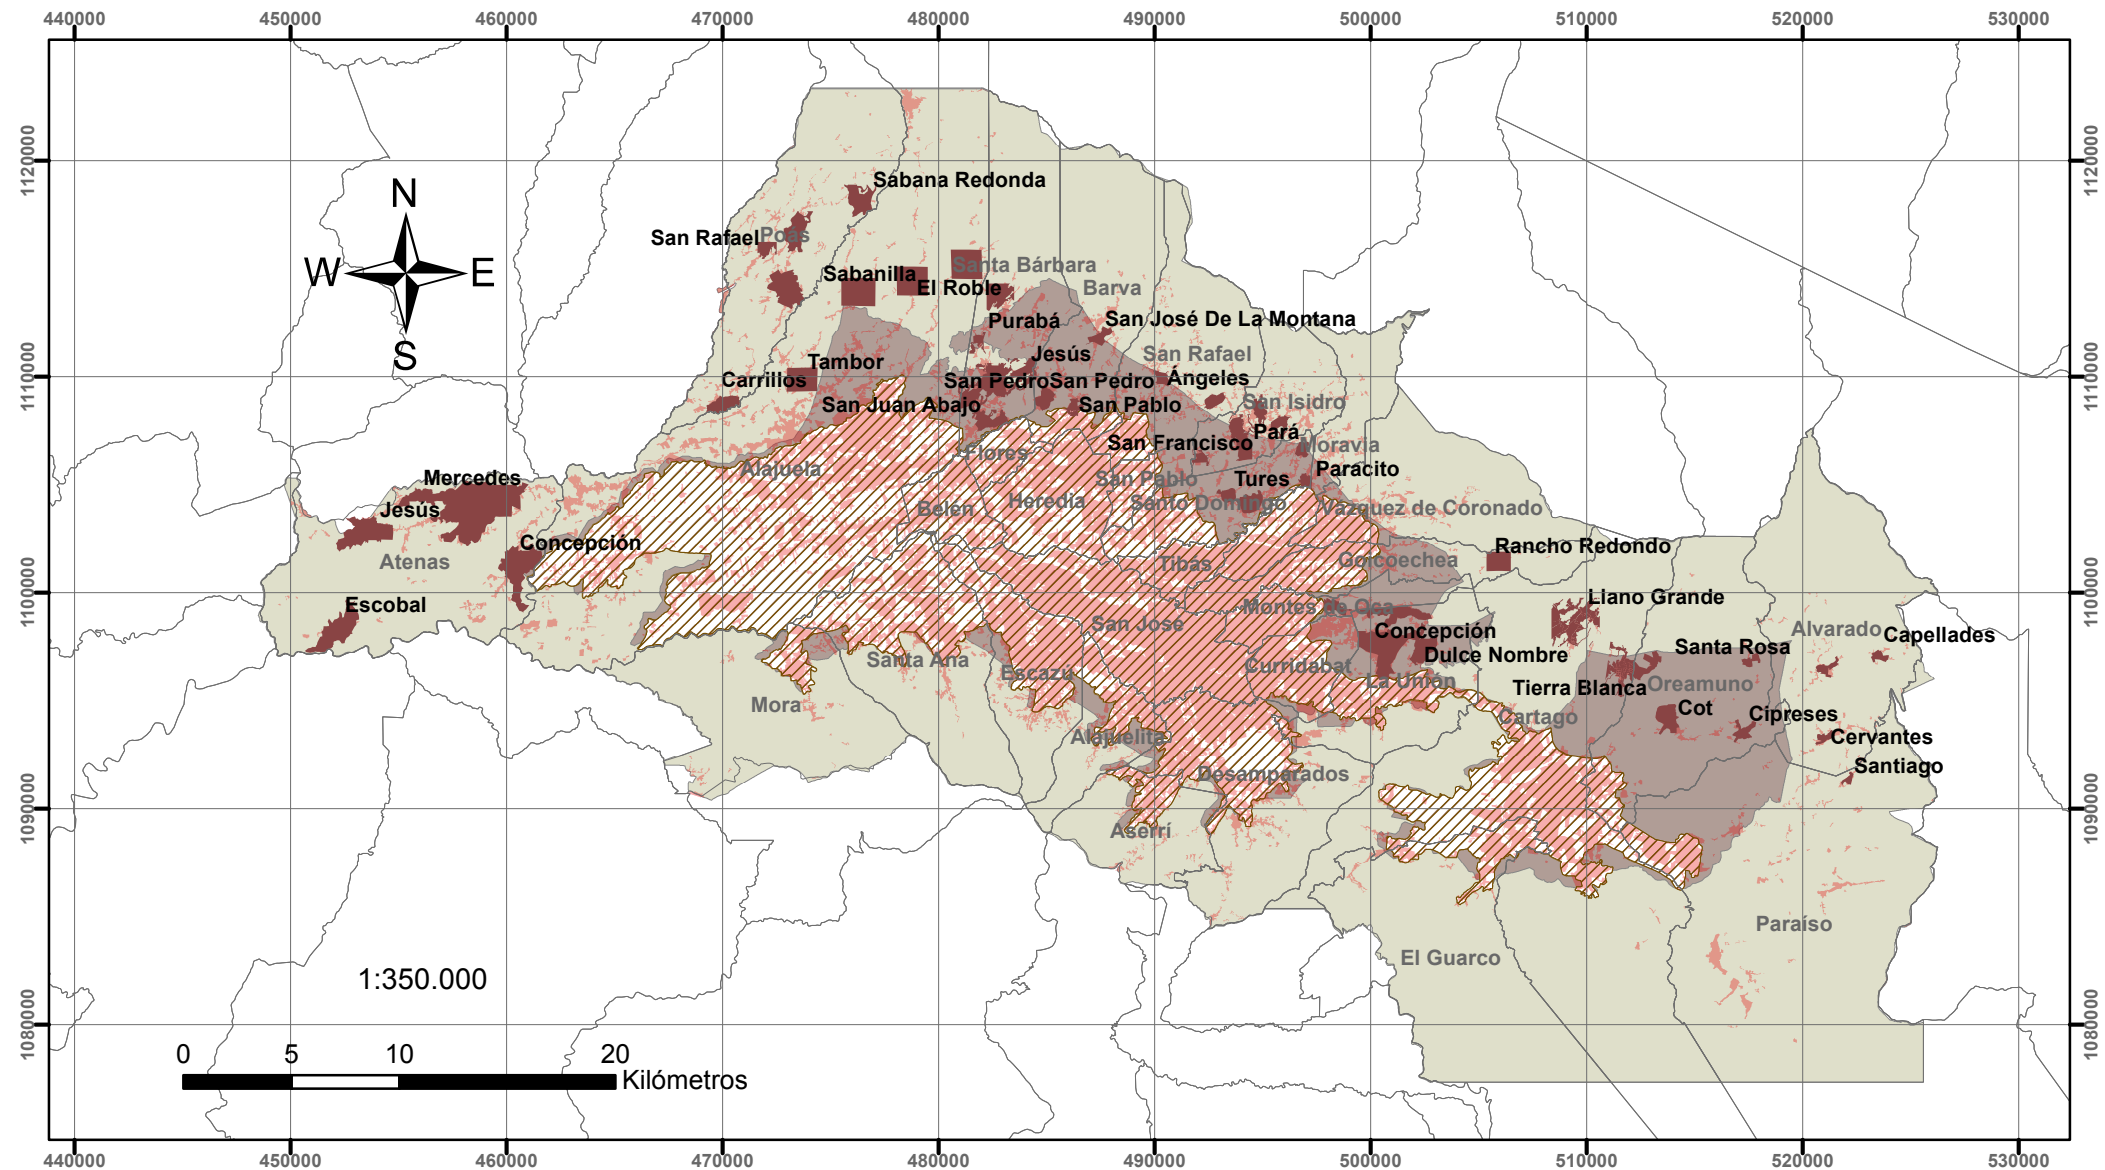 440000 450000 460000 470000 480000 490000 500000 510000 520000 530000
1120000
1120000
N
W E
S
Sabana Redonda
San Rafael
Poás
Santa Bárbara
Sabanilla
El Roble
Barva
Purabá
San José De La Montana
Jesús
San Rafael
Tambor
1110000
1110000
Carrillos
San Pedro
San Pedro
Ángeles
San Juan Abajo
San Pablo
San Isidro
Pará
San Francisco
Moravia
Flores
Alajuela
Paracito
Mercedes
San Pablo
Tures
Heredia
Santo Domingo
Belén
Vázquez de Coronado
Jesús
Concepción
Rancho Redondo
Atenas
Goicoechea
Tibás
1100000
1100000
Escobal
Montes de Oca
Llano Grande
San José
Concepción
Alvarado
Capellades
Santa Rosa
Dulce Nombre
Santa Ana
Curridabat
Escazú
La Unión
Tierra Blanca
Oreamuno
Mora
Cot
Cipreses
Cartago
Alajuelita
Cervantes
Santiago
Desamparados
1090000
1090000
Aserrí
Paraíso
El Guarco
1:350.000
1080000
1080000
0 5 10 20
Kilómetros
440000 450000 460000 470000 480000 490000 500000 510000 520000 530000